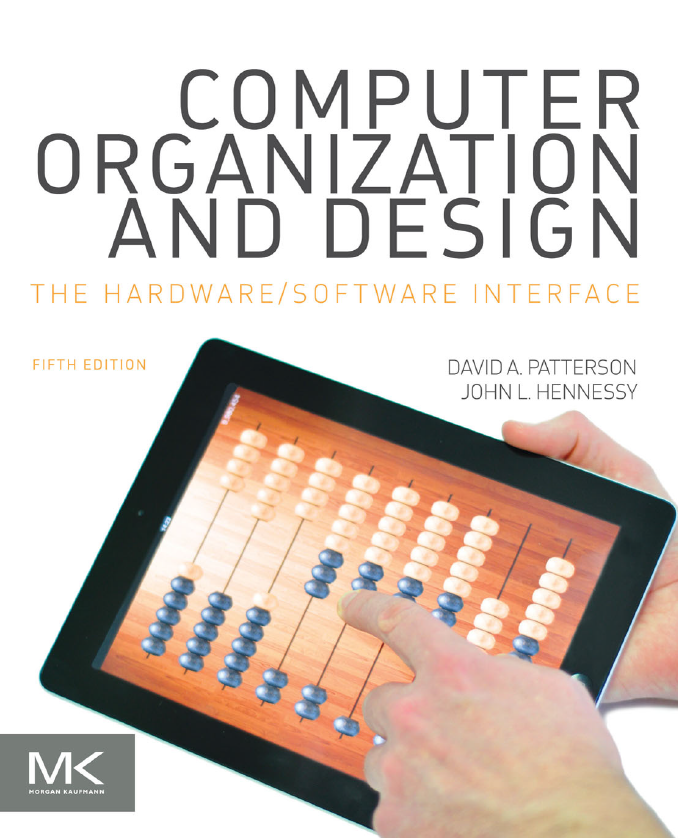 COMPUTER
ORGANIZATION
AND DESIGN
THE HARDWARE/SOFTWARE INTERFACE
FIFTH EDITION
DAVID A. PATTERSON
JOHN L. HENNESSY
MK
MORGAN KAUFMANN